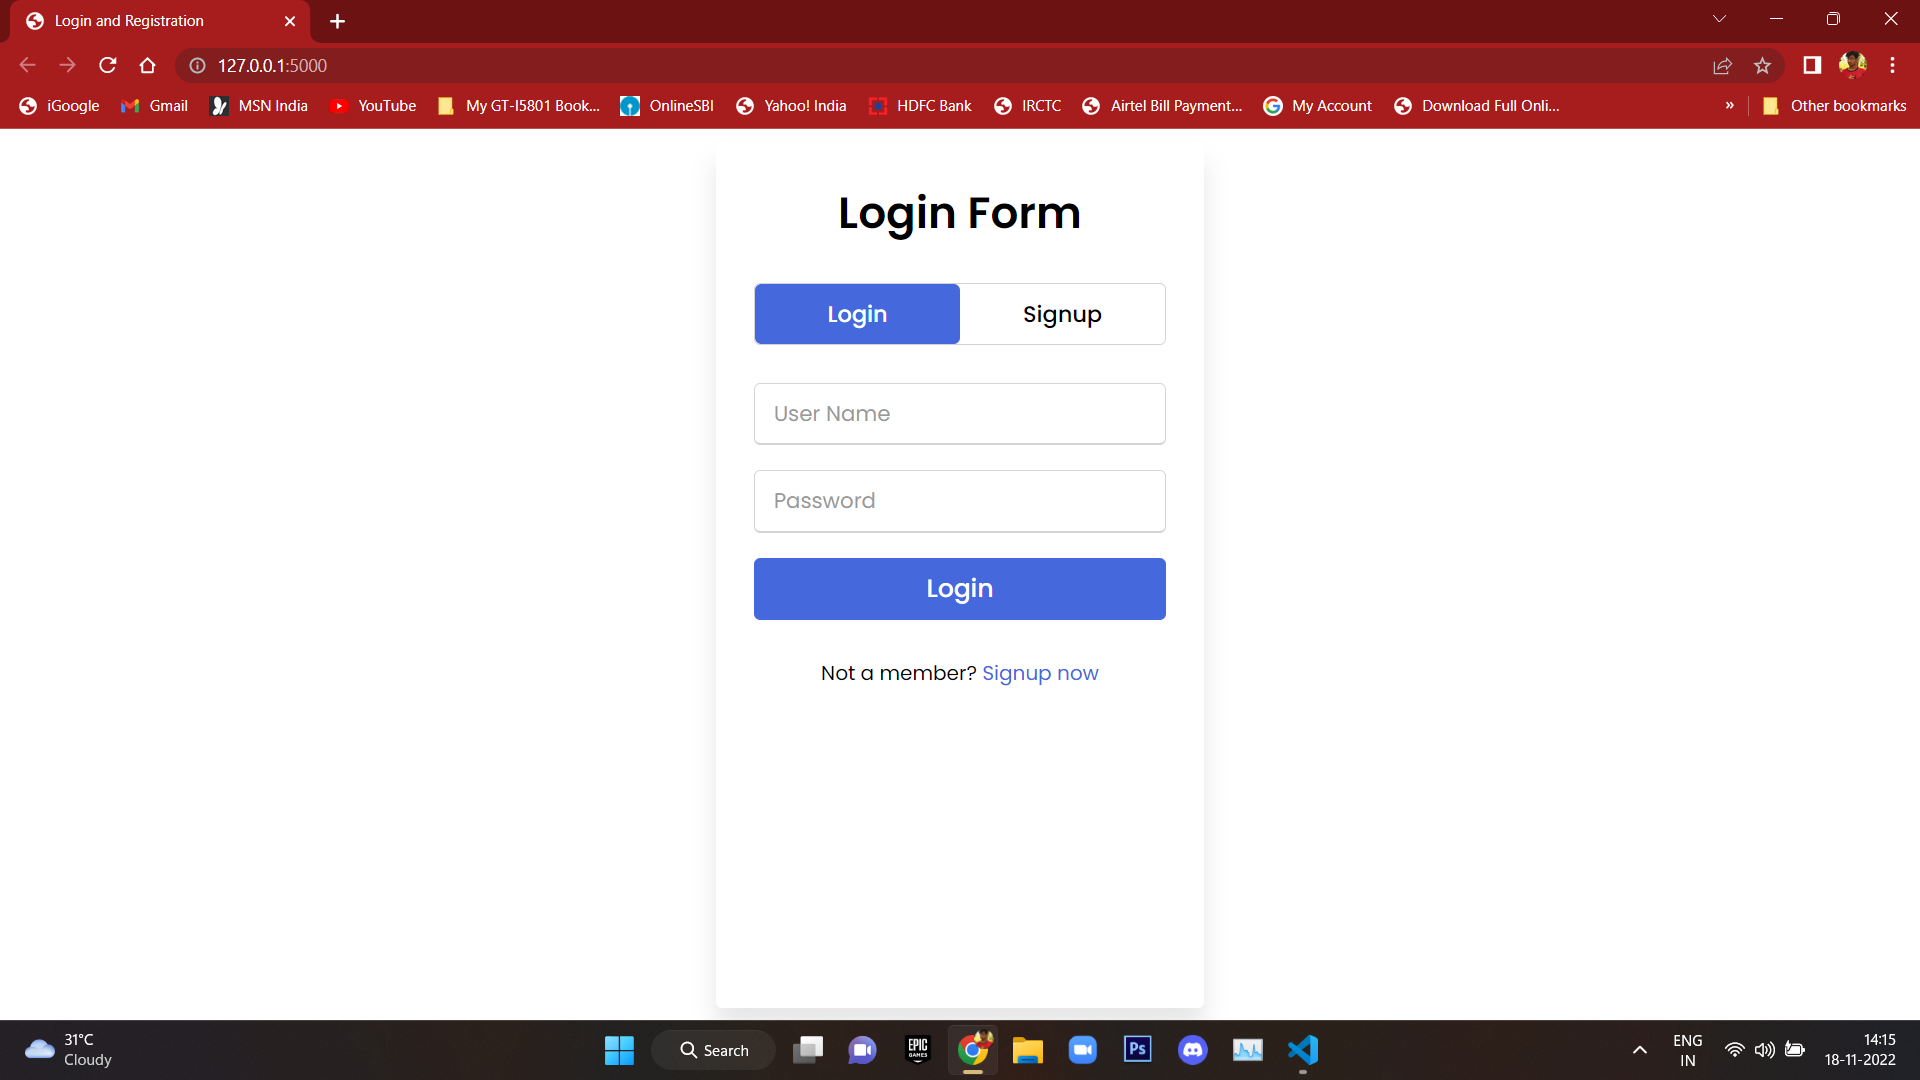 Login and Registration
127.0.0.1:5000
iGoogle Gmail MSN India YouTube My GT-I5801 Book... OnlineSBI Yahoo! India HDFC Bank IRCTC Airtel Bill Payment... My Account Download Full Onli... » Other bookmarks
Login Form
Login Signup
User Name
Password
Login
Not a member? Signup now
31°C
Cloudy
Search
EPIC
GAMES
Ps
ENG
IN
14:15
18-11-2022